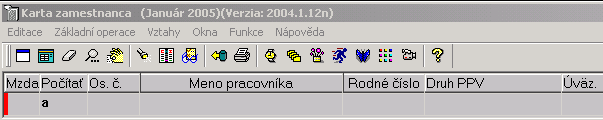 Karta zamestnanca (Január 2005)(Verzia: 2004.1.12n)
Editace Základní operace Vztahy Okna Funkce Nápověda
Mzda Počítať Os. č. Meno pracovníka Rodné číslo Druh PPV Úväz.
a